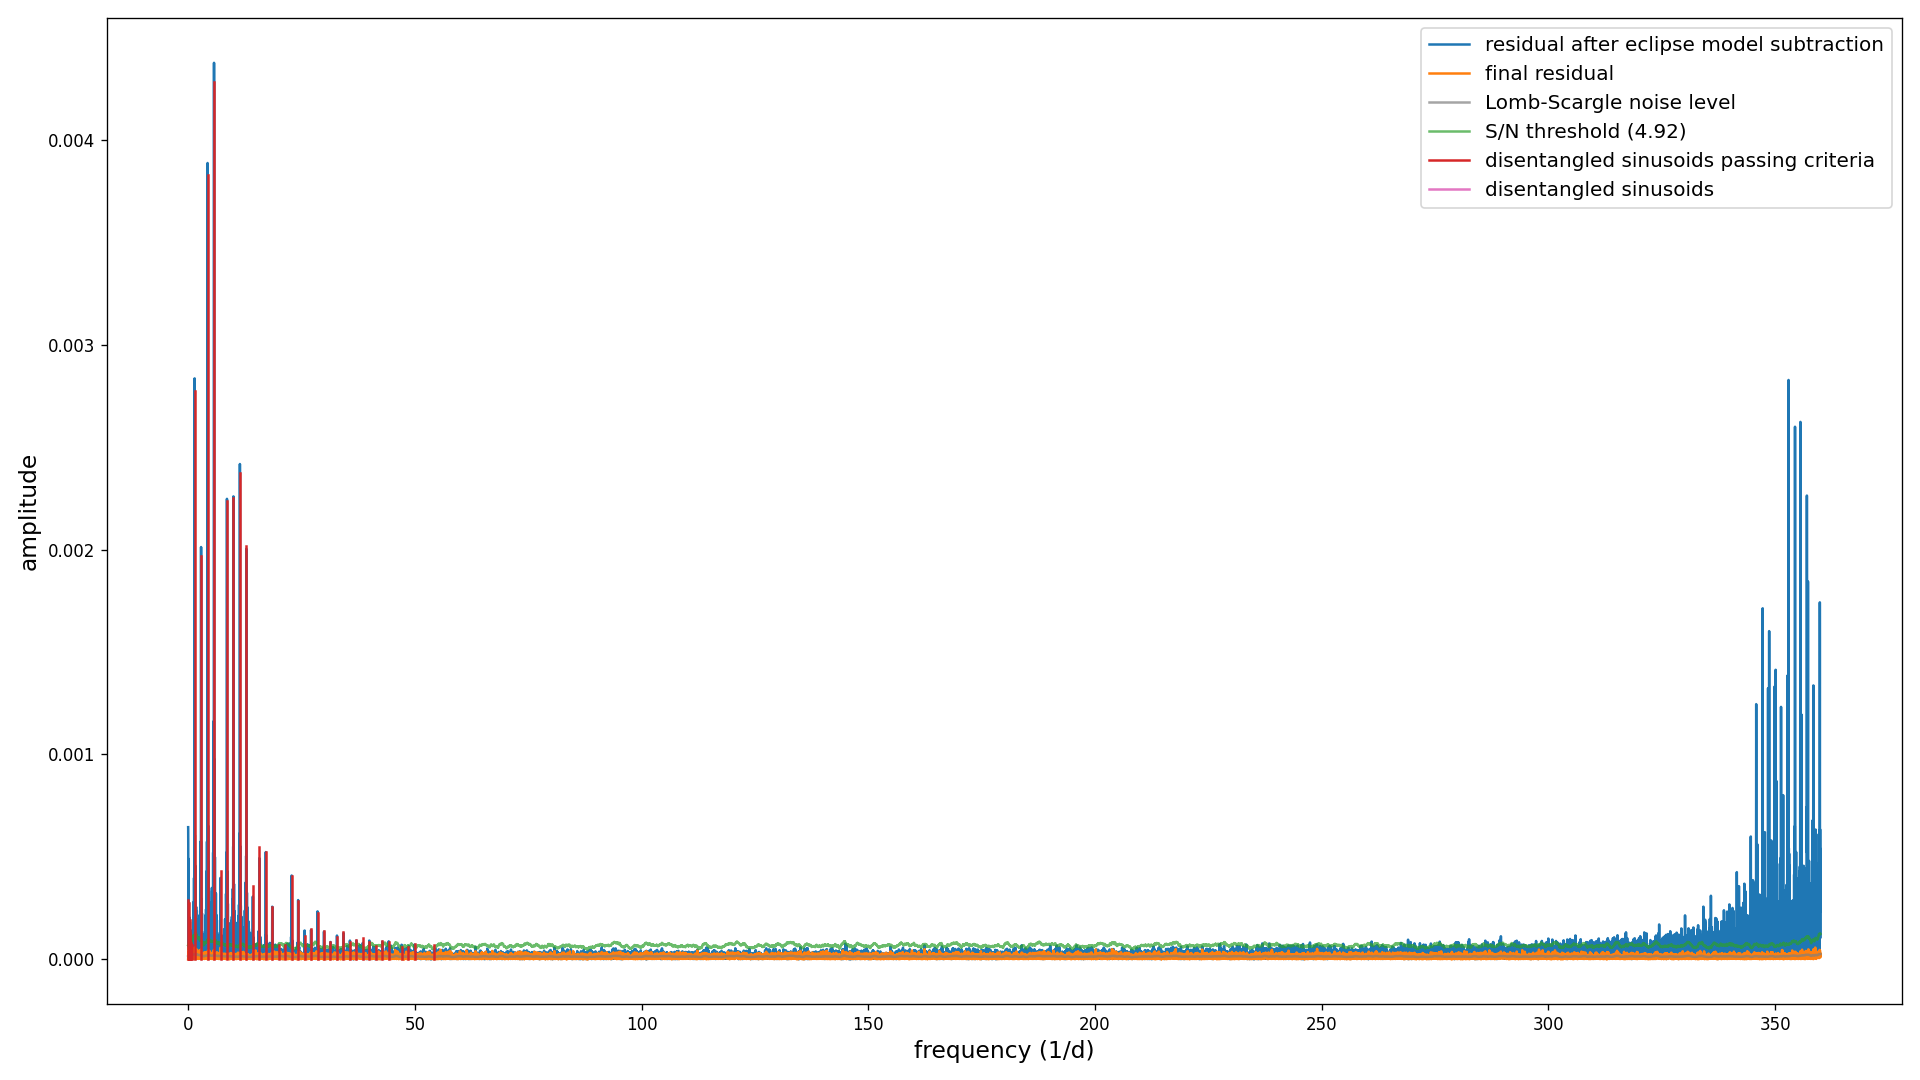 residual after eclipse model subtraction
final residual
Lomb-Scargle noise level
S/N threshold (4.92)
disentangled sinusoids passing criteria
disentangled sinusoids
amplitude
0.004
0.003
0.002
0.001
0.000
0 50 100 150 200 250 300 350
frequency (1/d)